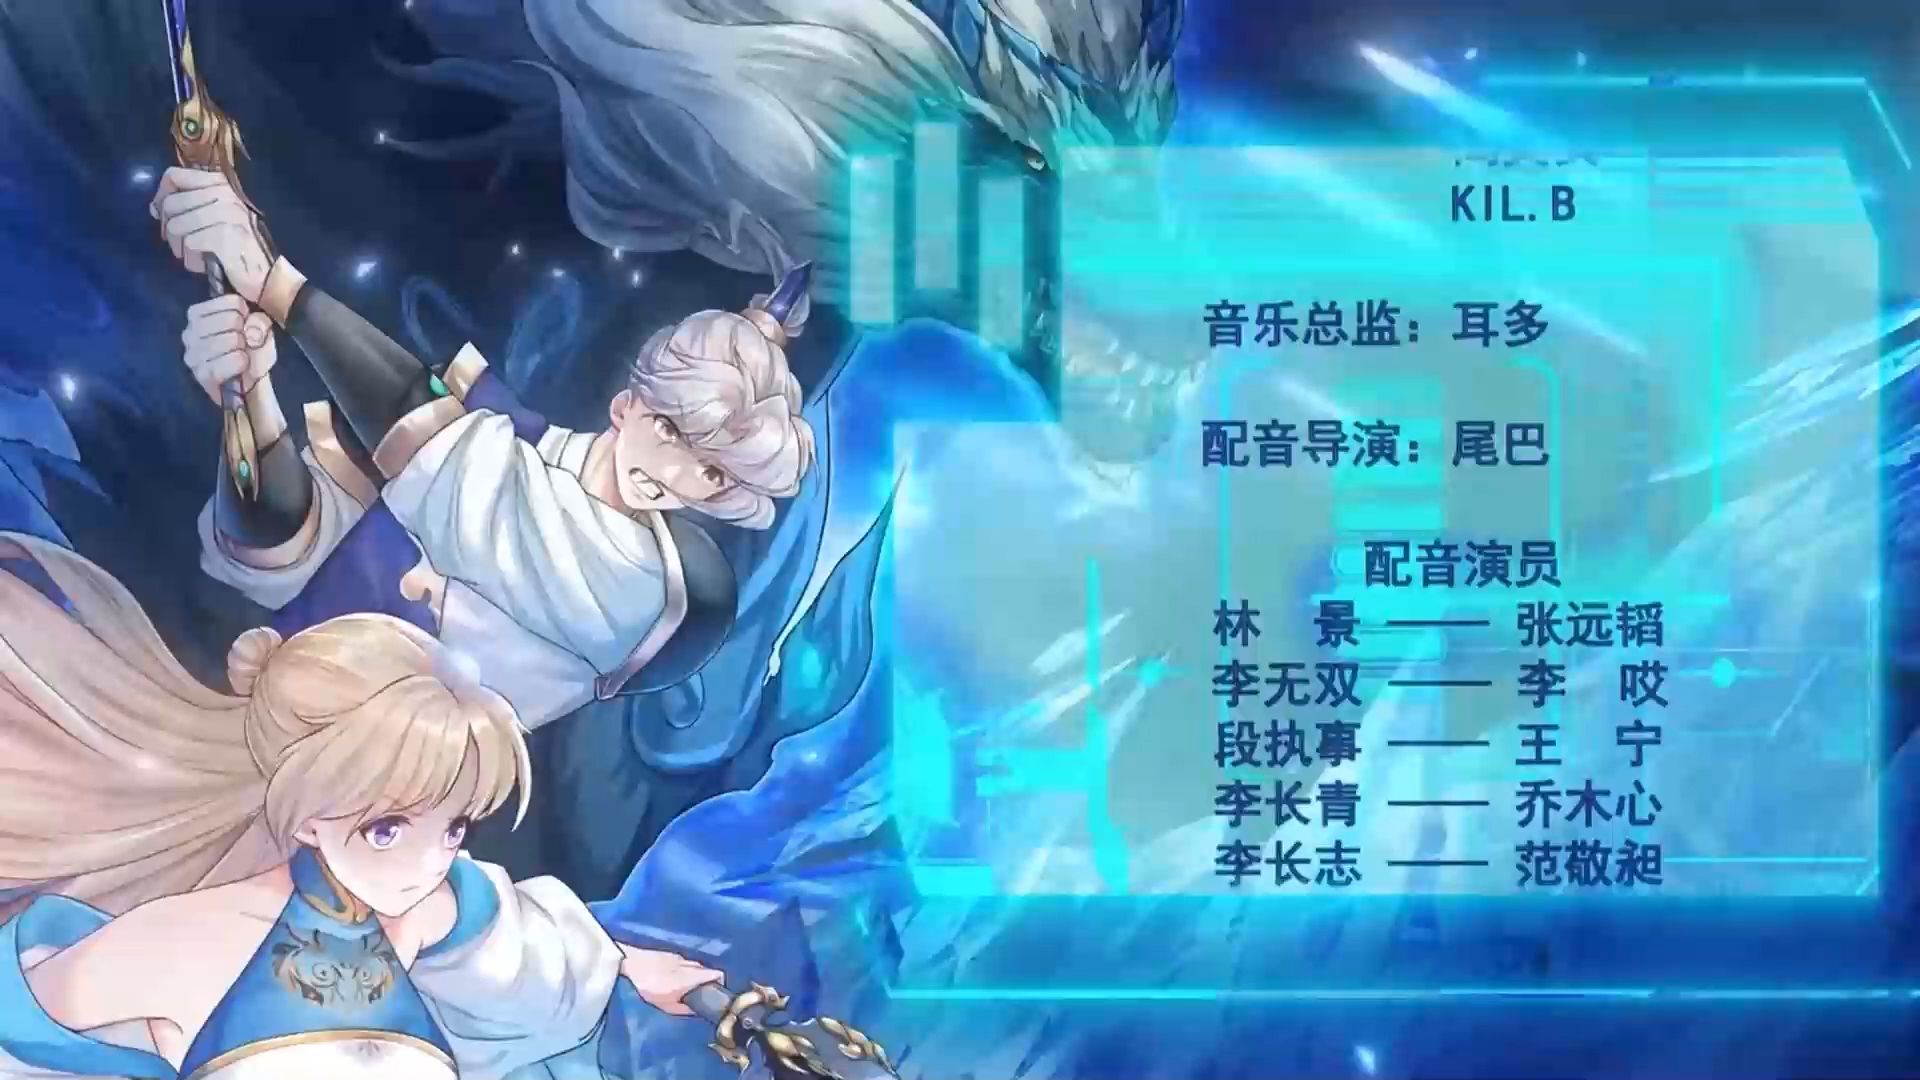 KIL.B
音乐总监：耳多
配音导演：尾巴
配音演员
林　景 —— 张远韬
李无双 —— 李　哎
段执事 —— 王　宁
李长青 —— 乔木心
李长志 —— 范敬昶